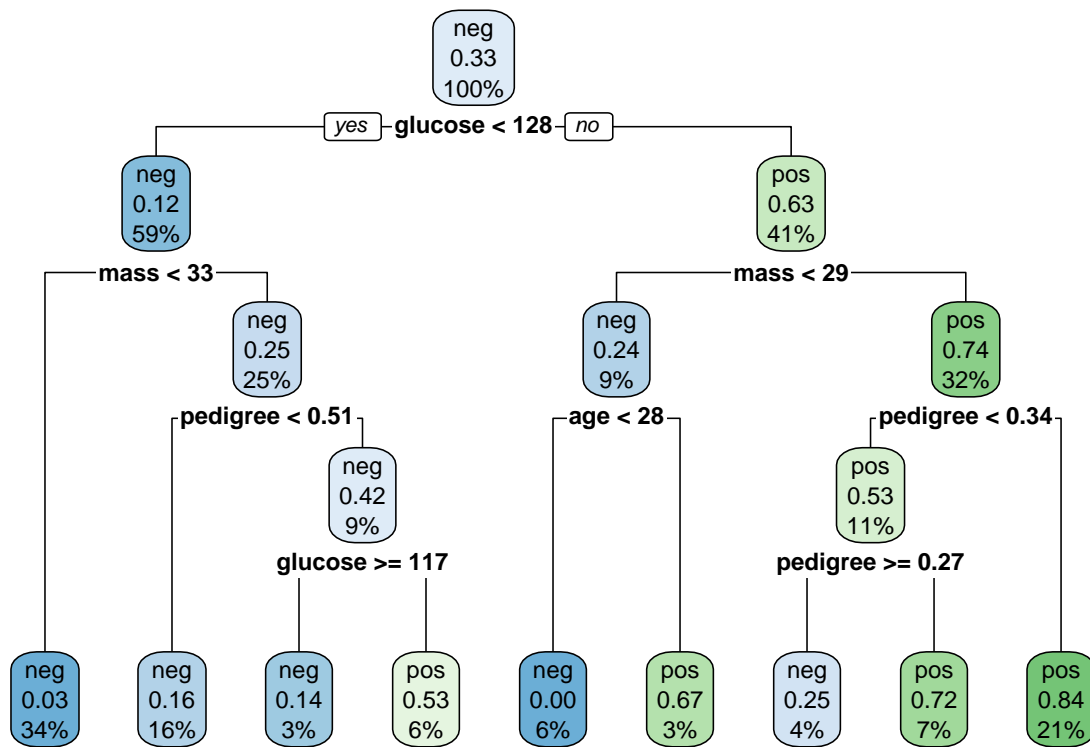 neg
0.33
100%
yes glucose < 128 no
neg
0.12
59%
pos
0.63
41%
mass < 33
mass < 29
neg
0.25
25%
neg
0.24
9%
pos
0.74
32%
pedigree < 0.51
age < 28
pedigree < 0.34
neg
0.42
9%
pos
0.53
11%
glucose >= 117
pedigree >= 0.27
neg
0.03
34%
neg
0.16
16%
neg
0.14
3%
pos
0.53
6%
neg
0.00
6%
pos
0.67
3%
neg
0.25
4%
pos
0.72
7%
pos
0.84
21%